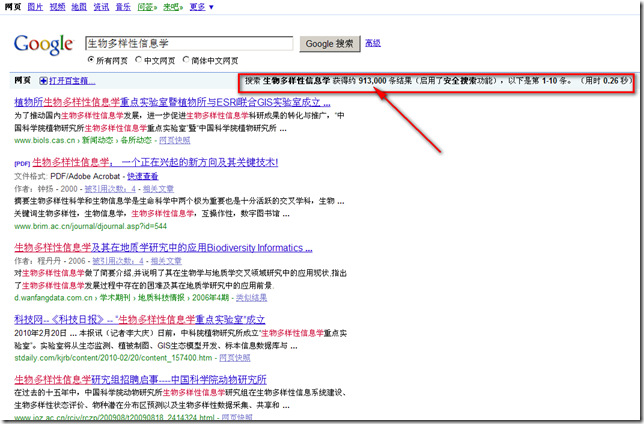 网页 图片 视频 地图 资讯 音乐 问答» 来吧» 更多 ▼
Google 生物多样性信息学 Google 搜索 高级
所有网页 中文网页 简体中文网页
网页 打开百宝箱... 搜索 生物多样性信息学 获得约 913,000 条结果（启用了安全搜索功能），以下是第 1-10 条。 （用时 0.26 秒）
植物所生物多样性信息学重点实验室暨植物所与ESRI联合GIS实验室成立 ...
为了推动国内生物多样性信息学发展，进一步促进生物多样性信息学科研成果的转化与推广，"中
国科学院植物研究所生物多样性信息学重点实验室"暨"中国科学院植物研究所 ...
www.biols.cas.cn › 新闻动态 › 各所动态 - 网页快照
[PDF] 生物多样性信息学： 一个正在兴起的新方向及其关键技术!
文件格式: PDF/Adobe Acrobat - 快速查看
作者：钟扬 - 2000 - 被引用次数：4 - 相关文章
摘要生物多样性科学和生物信息学是生命科学中两个极为重要也是十分活跃的交叉学科，生物 ...
关键词生物多样性，生物信息学，生物多样性信息学，互操作性，数字图书馆 ...
www.brim.ac.cn/journal/djournal.asp?id=544
生物多样性信息学及其在地质学研究中的应用Biodiversity Informatics ...
作者：程丹丹 - 2006 - 被引用次数：4 - 相关文章
对生物多样性信息学做了简要介绍,并说明了其在生物学与地质学交叉领域研究中的应用现状,指出
了生物多样性信息学发展过程中存在的困难及其在地质学研究中的应用前景.
d.wanfangdata.com.cn › 学术期刊 › 地质科技情报 › 2006年4期 - 类似结果
科技网--《科技日报》-- "生物多样性信息学重点实验室"成立
2010年2月20日 ... 本报讯（记者李大庆）日前，中科院植物研究所成立"生物多样性信息学重点实
验室"。实验室将从生态监测、植被制图、GIS生态模型开发、标本信息数据库与 ...
stdaily.com/kjrb/content/2010-02/20/content_157400.htm - 网页快照
生物多样性信息学研究组招聘启事----中国科学院动物研究所
在过去的十五年中，中国科学院动物研究所生物多样性信息学研究组在生物多样性信息系统建设、
生物多样性状态评价、物种潜在分布区预测以及生物多样性数据采集、共享和 ...
www.ioz.ac.cn/rcjy/rczp/200908/t20090818_2414324.html - 网页快照